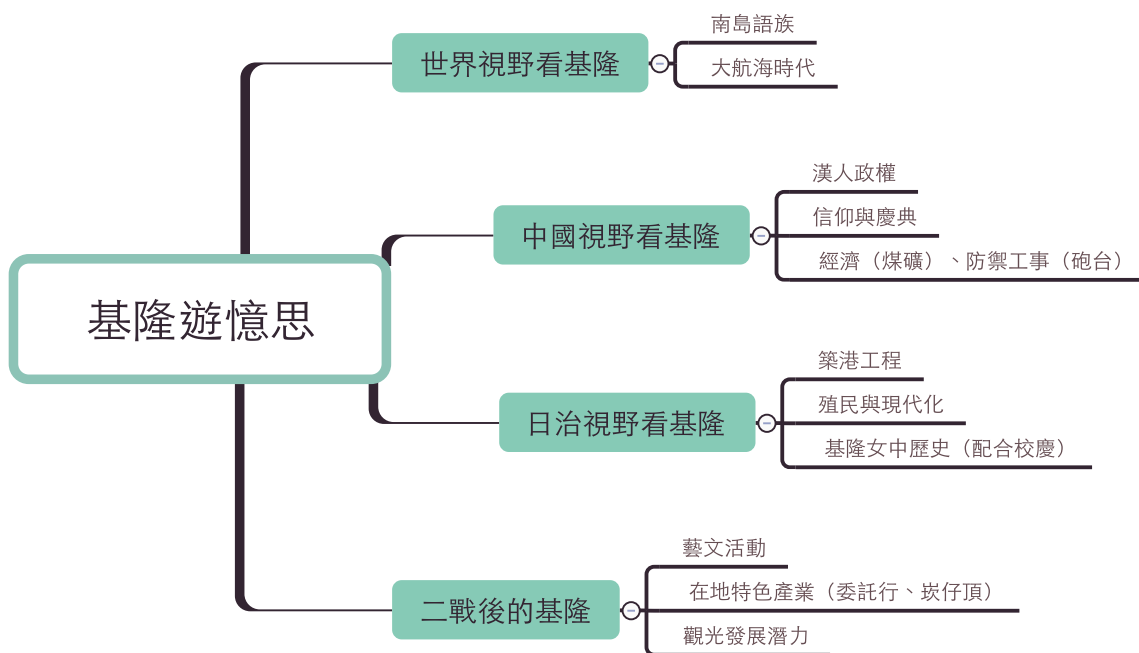 基隆遊憶思
世界視野看基隆
南島語族
大航海時代
中國視野看基隆
漢人政權
信仰與慶典
經濟（煤礦）、防禦工事（砲台）
日治視野看基隆
築港工程
殖民與現代化
基隆女中歷史（配合校慶）
二戰後的基隆
藝文活動
在地特色產業（委託行、崁仔頂）
觀光發展潛力